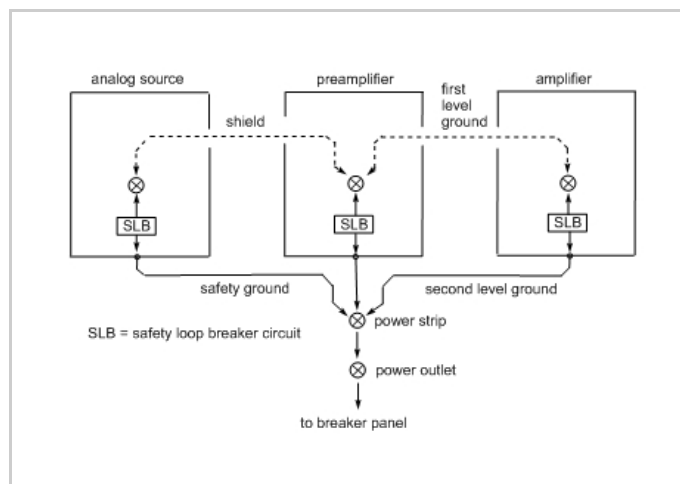 analog source
preamplifier
amplifier
first
level
ground
shield
SLB
SLB
SLB
safety ground
second level ground
power strip
SLB = safety loop breaker circuit
power outlet
to breaker panel